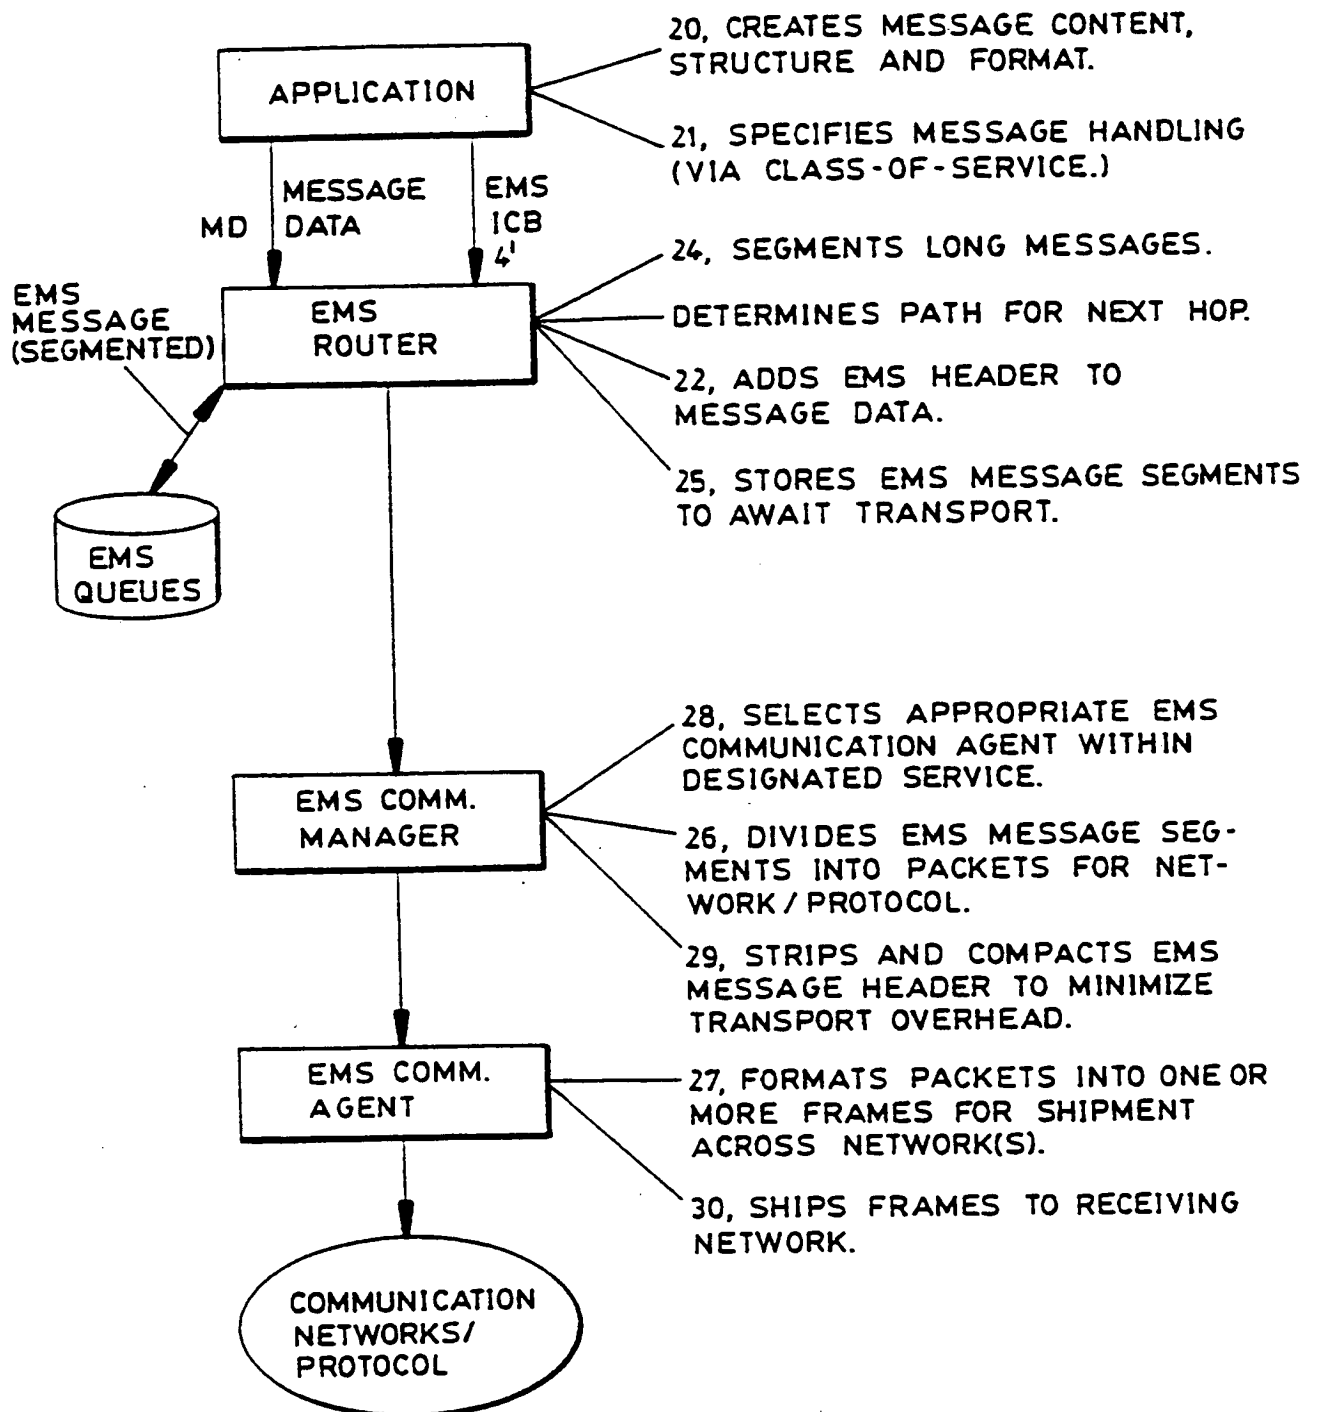 20, CREATES MESSAGE CONTENT,
STRUCTURE AND FORMAT.
APPLICATION
21, SPECIFIES MESSAGE HANDLING
(VIA CLASS-OF-SERVICE.)
MESSAGE
MD DATA
EMS
ICB
4'
24, SEGMENTS LONG MESSAGES.
EMS
MESSAGE
(SEGMENTED)
EMS
ROUTER
DETERMINES PATH FOR NEXT HOP.
22, ADDS EMS HEADER TO
MESSAGE DATA.
25, STORES EMS MESSAGE SEGMENTS
TO AWAIT TRANSPORT.
EMS
QUEUES
28, SELECTS APPROPRIATE EMS
COMMUNICATION AGENT WITHIN
DESIGNATED SERVICE.
EMS COMM.
MANAGER
26, DIVIDES EMS MESSAGE SEG-
MENTS INTO PACKETS FOR NET-
WORK / PROTOCOL.
29, STRIPS AND COMPACTS EMS
MESSAGE HEADER TO MINIMIZE
TRANSPORT OVERHEAD.
EMS COMM.
AGENT
27, FORMATS PACKETS INTO ONE OR
MORE FRAMES FOR SHIPMENT
ACROSS NETWORK(S).
30, SHIPS FRAMES TO RECEIVING
NETWORK.
COMMUNICATION
NETWORKS/
PROTOCOL